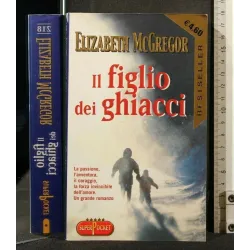 218
ELIZABETH McGREGOR
Il figlio
dei ghiacci
SUPERPOCKET
€ 4,60
BESTSELLER
ELIZABETH McGREGOR
Il figlio
dei ghiacci
La passione,
l'avventura,
il coraggio,
la forza invincibile
dell'amore.
Un grande romanzo
SUPERPOCKET